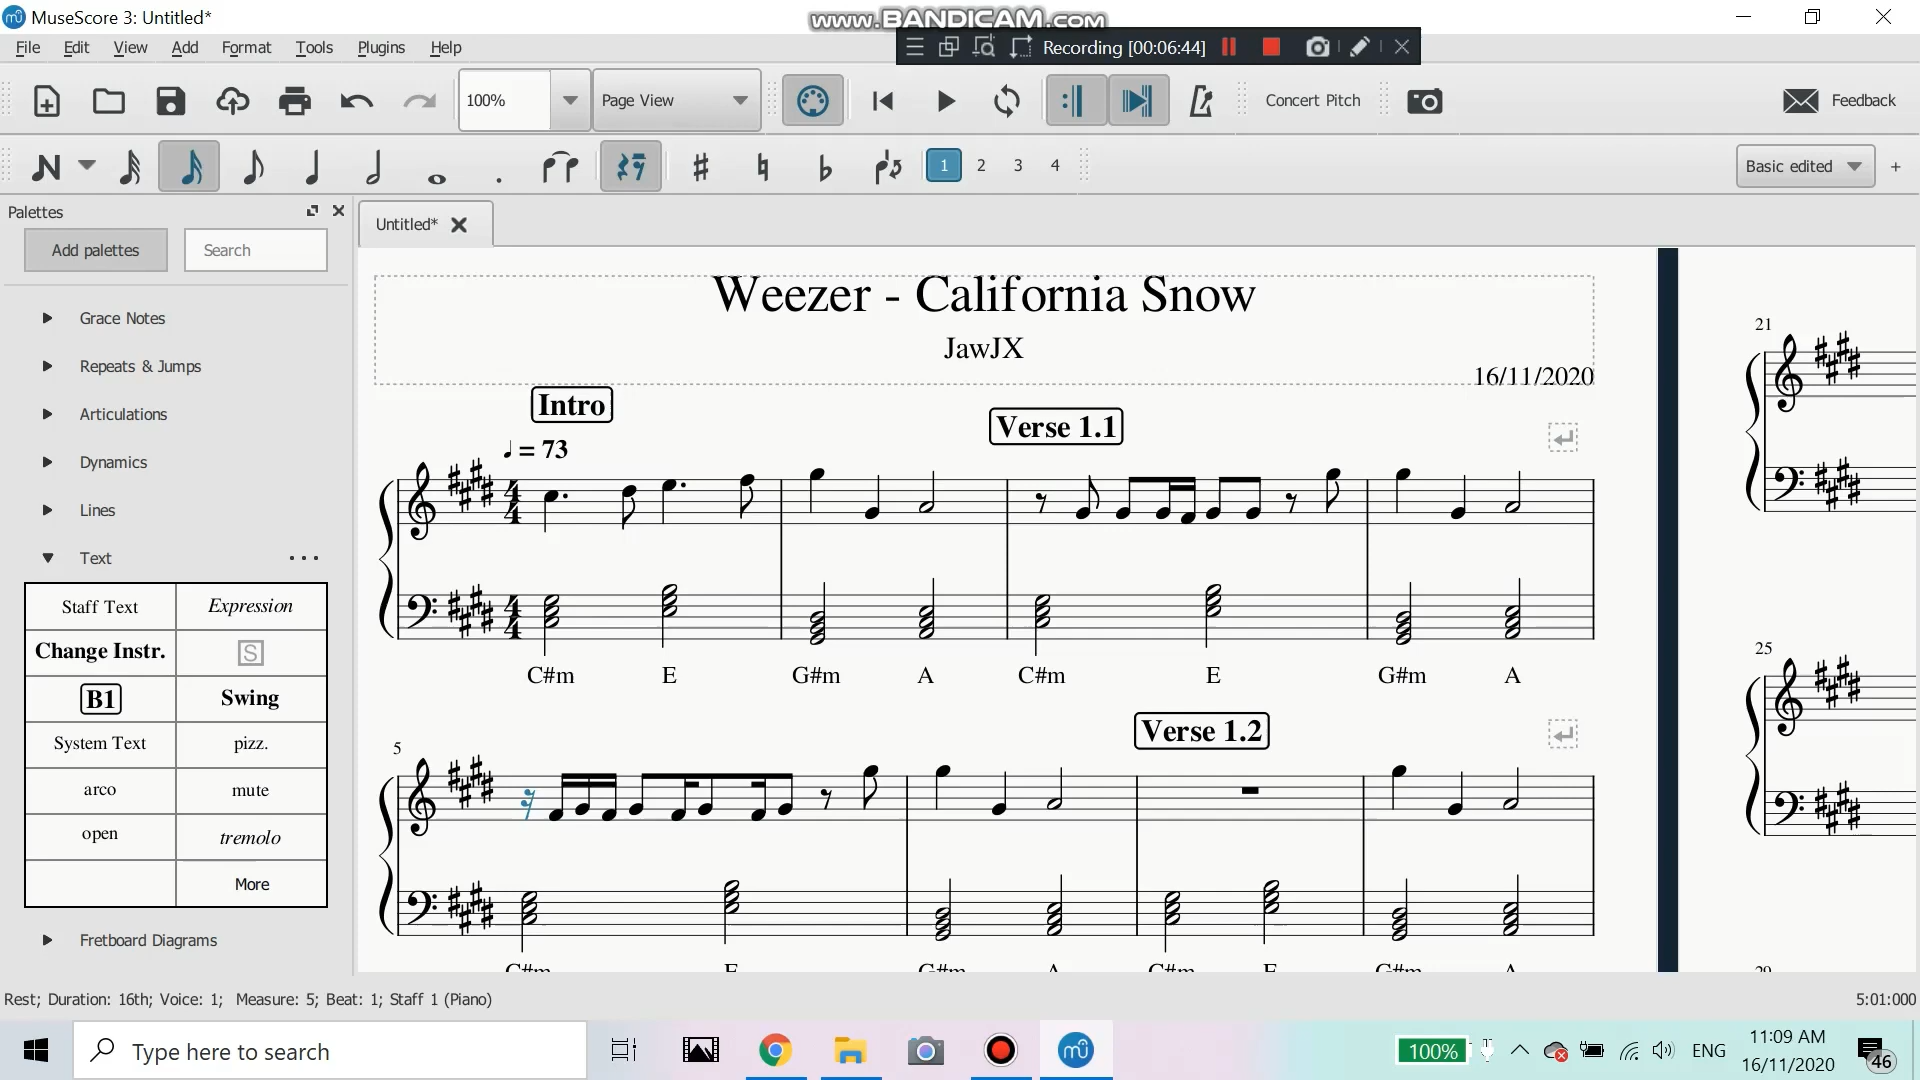 MuseScore 3: Untitled*
www.BANDICAM.com
File Edit View Add Format Tools Plugins Help
Recording [00:06:44]
100%
Page View
Concert Pitch
Feedback
1 2 3 4
Basic edited
+
Palettes
Untitled*
Add palettes
Search
Grace Notes
Repeats & Jumps
Articulations
Dynamics
Lines
Text
Staff Text
Expression
Change Instr.
S
B1
Swing
System Text
pizz.
arco
mute
open
tremolo
More
Fretboard Diagrams
Weezer - California Snow
JawJX
16/11/2020
Intro
Verse 1.1
= 73
4
4
4
4
C#m E G#m A C#m E G#m A
5
Verse 1.2
C#m E G#m A C#m E G#m A
21
25
29
Rest; Duration: 16th; Voice: 1; Measure: 5; Beat: 1; Staff 1 (Piano)
5:01:000
Type here to search
100%
ENG
11:09 AM
16/11/2020
46